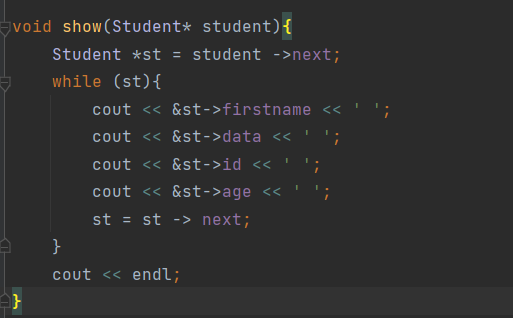 void show(Student* student){
    Student *st = student ->next;
    while (st){
        cout << &st->firstname << ' ';
        cout << &st->data << ' ';
        cout << &st->id << ' ';
        cout << &st->age << ' ';
        st = st -> next;
    }
    cout << endl;
}